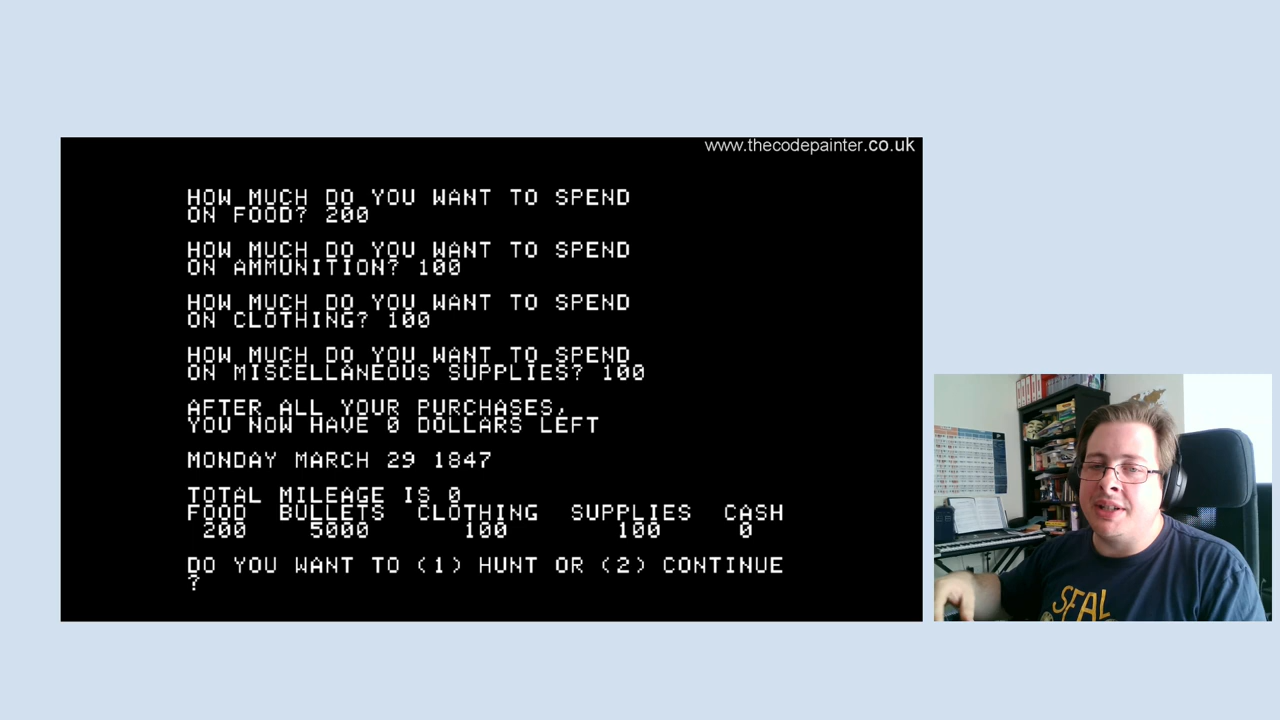 www.thecodepainter.co.uk
HOW MUCH DO YOU WANT TO SPEND
ON FOOD? 200
HOW MUCH DO YOU WANT TO SPEND
ON AMMUNITION? 100
HOW MUCH DO YOU WANT TO SPEND
ON CLOTHING? 100
HOW MUCH DO YOU WANT TO SPEND
ON MISCELLANEOUS SUPPLIES? 100
AFTER ALL YOUR PURCHASES,
YOU NOW HAVE 0 DOLLARS LEFT
MONDAY MARCH 29 1847
TOTAL MILEAGE IS 0
FOOD BULLETS CLOTHING SUPPLIES CASH
200 5000 100 100 0
DO YOU WANT TO (1) HUNT OR (2) CONTINUE
?
SEAL